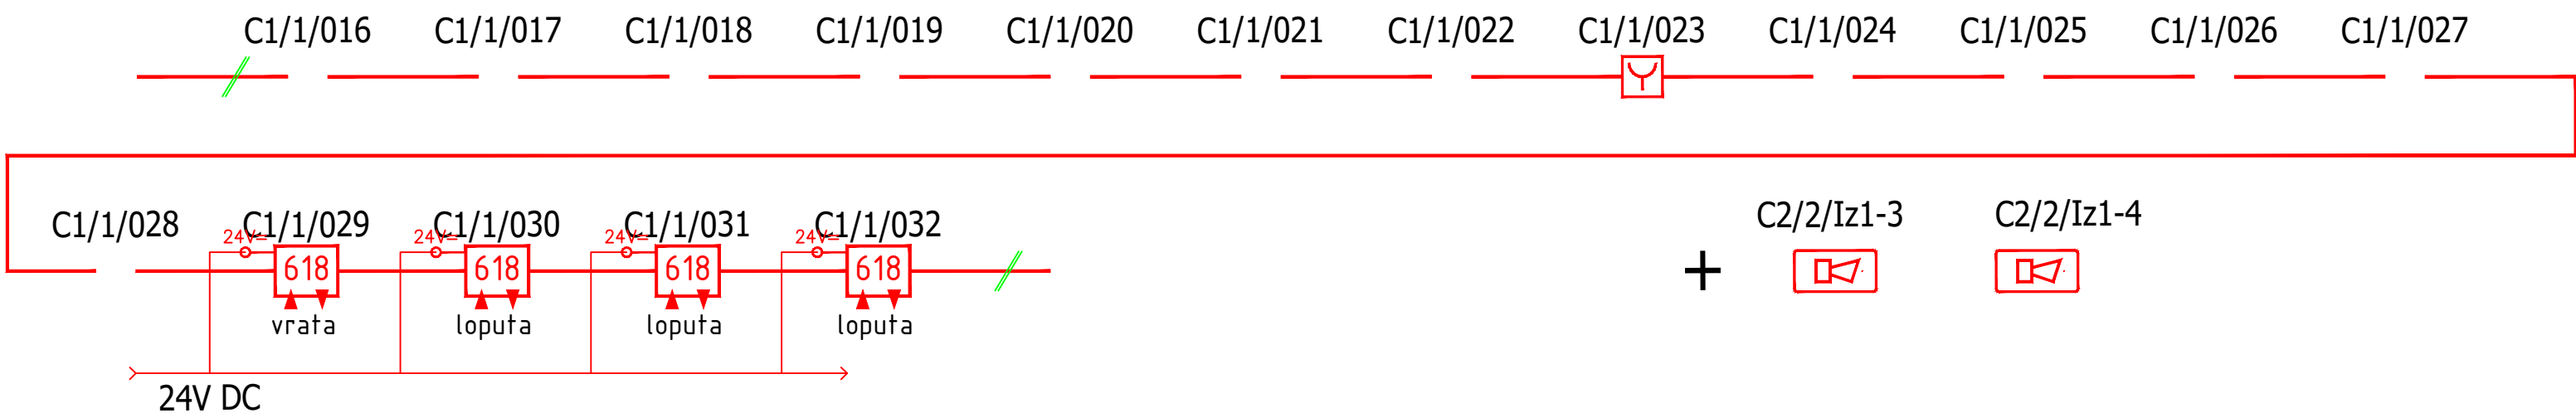 C1/1/016 C1/1/017 C1/1/018 C1/1/019 C1/1/020 C1/1/021 C1/1/022 C1/1/023 C1/1/024 C1/1/025 C1/1/026 C1/1/027
C1/1/028 C1/1/029 C1/1/030 C1/1/031 C1/1/032 C2/2/Iz1-3 C2/2/Iz1-4
24V= 24V= 24V= 24V=
618 618 618 618 +
vrata loputa loputa loputa
24V DC